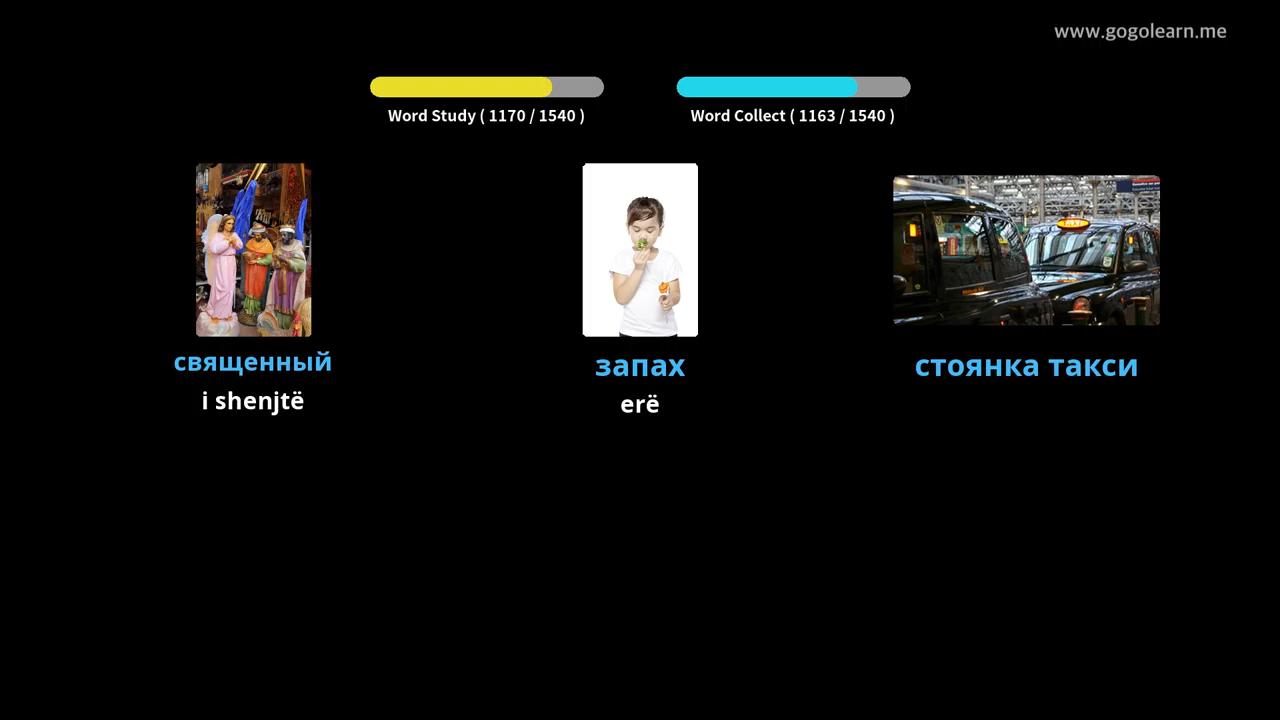 www.gogolearn.me
Word Study ( 1170 / 1540 )
Word Collect ( 1163 / 1540 )
священный
i shenjtë
запах
erë
стоянка такси